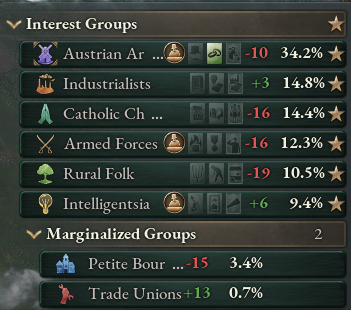 Interest Groups
Austrian Ar ... -10 34.2%
Industrialists +3 14.8%
Catholic Ch ... -16 14.4%
Armed Forces -16 12.3%
Rural Folk -19 10.5%
Intelligentsia +6 9.4%
Marginalized Groups 2
Petite Bour ... -15 3.4%
Trade Unions +13 0.7%